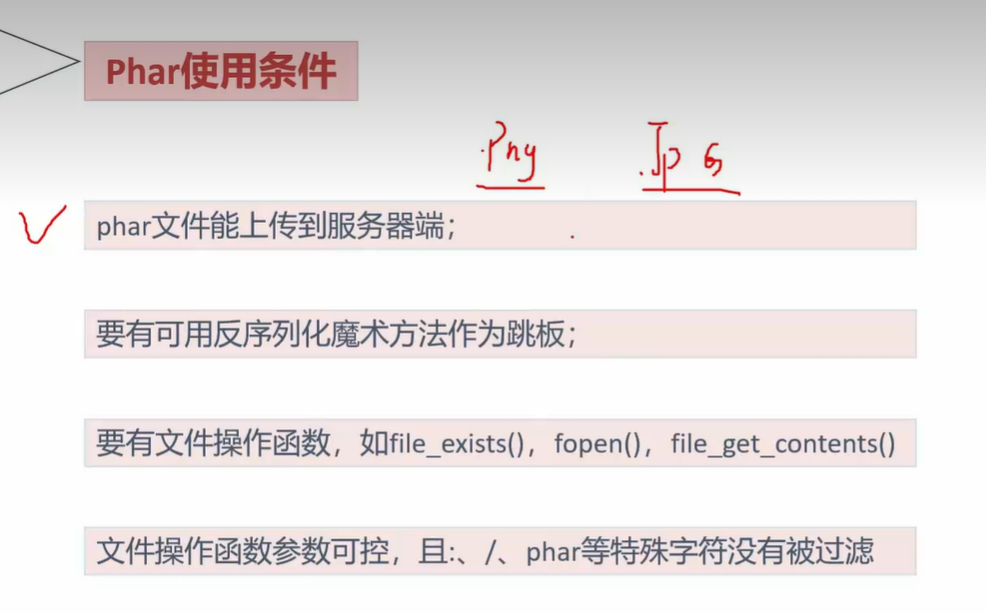 Phar使用条件
.Png .JpG
phar文件能上传到服务器端；
要有可用反序列化魔术方法作为跳板；
要有文件操作函数，如file_exists()，fopen()，file_get_contents()
文件操作函数参数可控，且:、/、phar等特殊字符没有被过滤